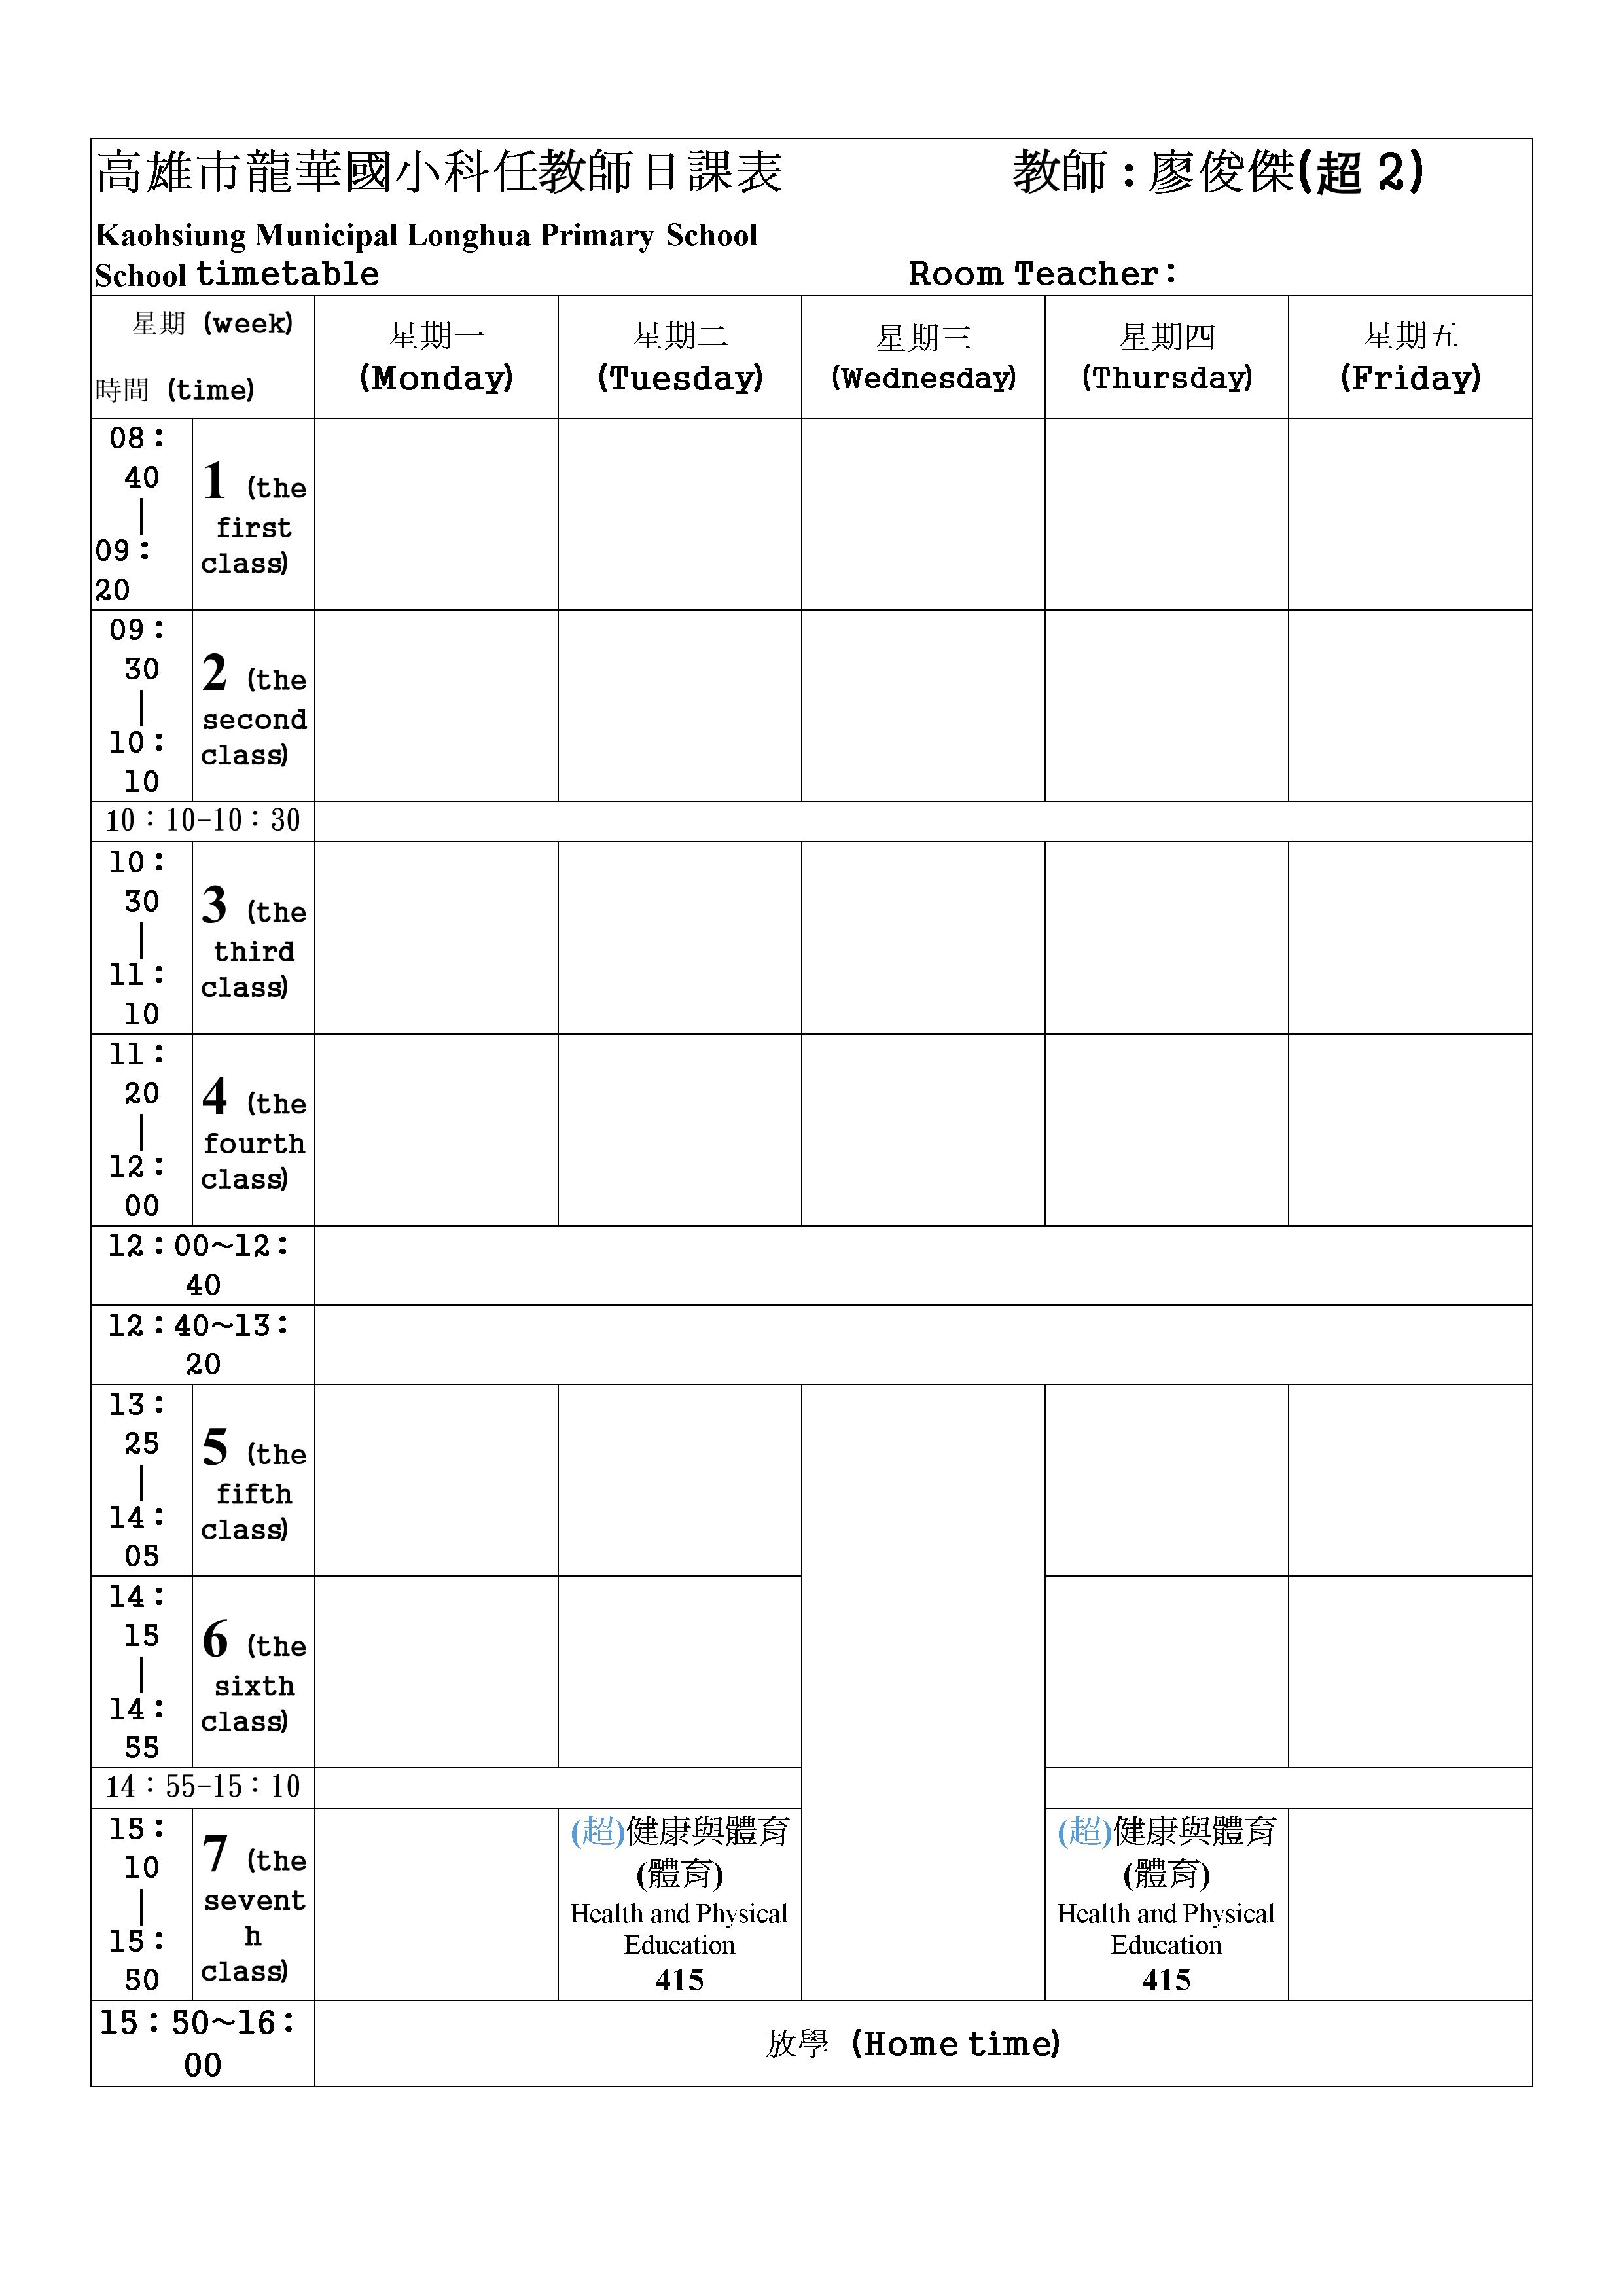 高雄市龍華國小科任教師日課表 教師：廖俊傑(超 2)
Kaohsiung Municipal Longhua Primary School
School timetable Room Teacher：
星期 (week)
時間 (time)
星期一
(Monday)
星期二
(Tuesday)
星期三
(Wednesday)
星期四
(Thursday)
星期五
(Friday)
08：
40
｜
09：
20
1 (the
first
class)
09：
30
｜
10：
10
2 (the
second
class)
10：10-10：30
10：
30
｜
11：
10
3 (the
third
class)
11：
20
｜
12：
00
4 (the
fourth
class)
12：00~12：
40
12：40~13：
20
13：
25
｜
14：
05
5 (the
fifth
class)
14：
15
｜
14：
55
6 (the
sixth
class)
14：55-15：10
15：
10
｜
15：
50
7 (the
sevent
h
class)
(超)健康與體育
(體育)
Health and Physical
Education
415
(超)健康與體育
(體育)
Health and Physical
Education
415
15：50~16：
00
放學 (Home time)